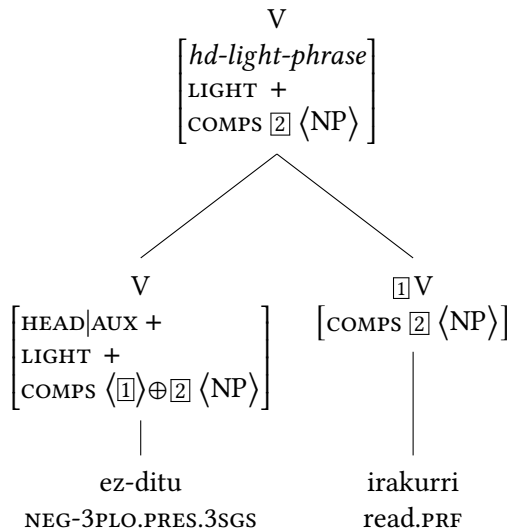 V
[hd-light-phrase
LIGHT +
COMPS 2 ⟨NP⟩]
V
[HEAD|AUX +
LIGHT +
COMPS ⟨1⟩⊕2 ⟨NP⟩]
1 V
[COMPS 2 ⟨NP⟩]
ez-ditu
NEG-3PLO.PRES.3SGS
irakurri
read.PRF